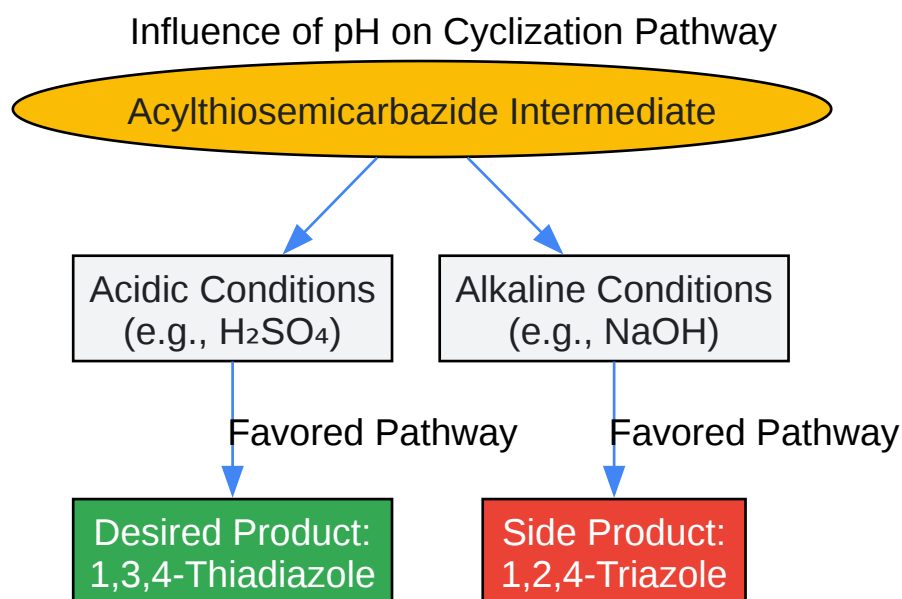 Influence of pH on Cyclization Pathway
Acylthiosemicarbazide Intermediate
Acidic Conditions
(e.g., H₂SO₄)
Alkaline Conditions
(e.g., NaOH)
Favored Pathway
Favored Pathway
Desired Product:
1,3,4-Thiadiazole
Side Product:
1,2,4-Triazole